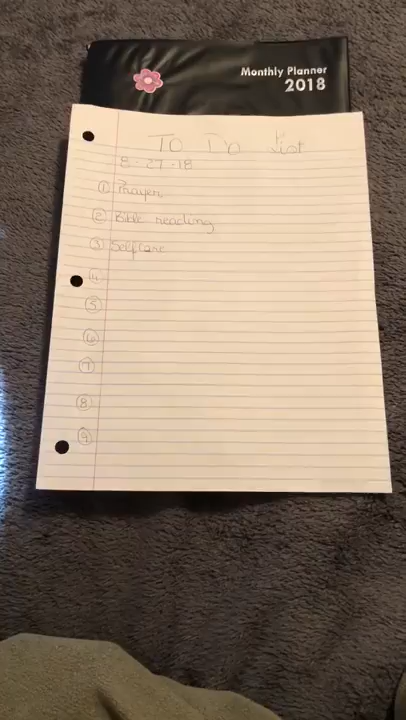 Monthly Planner
2018
To Do List
8-27-18
① Prayer
② Bible reading
③ Selfcare
④
⑤
⑥
⑦
⑧
⑨